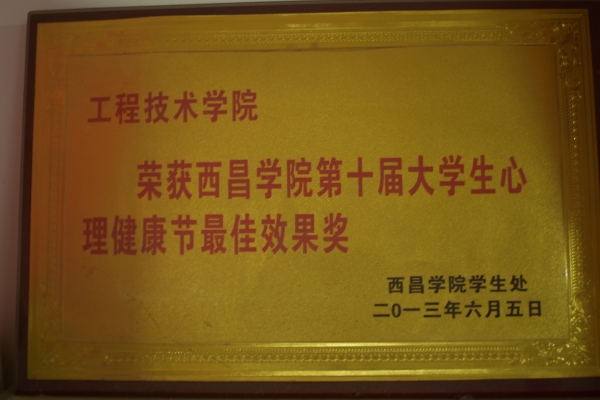 工程技术学院
荣获西昌学院第十届大学生心
理健康节最佳效果奖
西昌学院学生处
二〇一三年六月五日